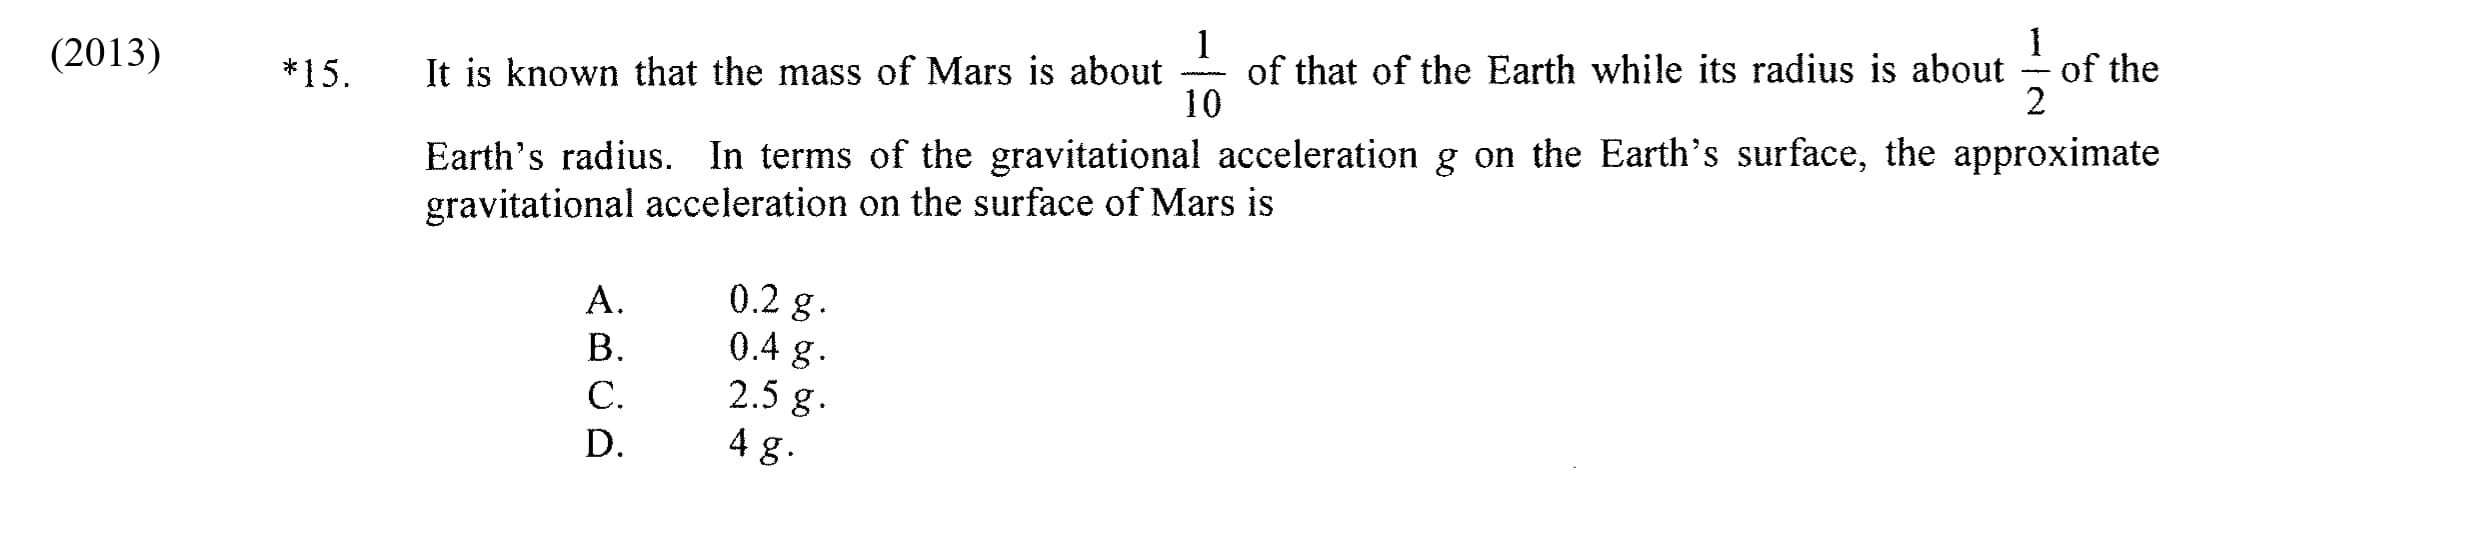 (2013) *15. It is known that the mass of Mars is about 1/10 of that of the Earth while its radius is about 1/2 of the
Earth’s radius. In terms of the gravitational acceleration g on the Earth’s surface, the approximate
gravitational acceleration on the surface of Mars is
A. 0.2 g.
B. 0.4 g.
C. 2.5 g.
D. 4 g.